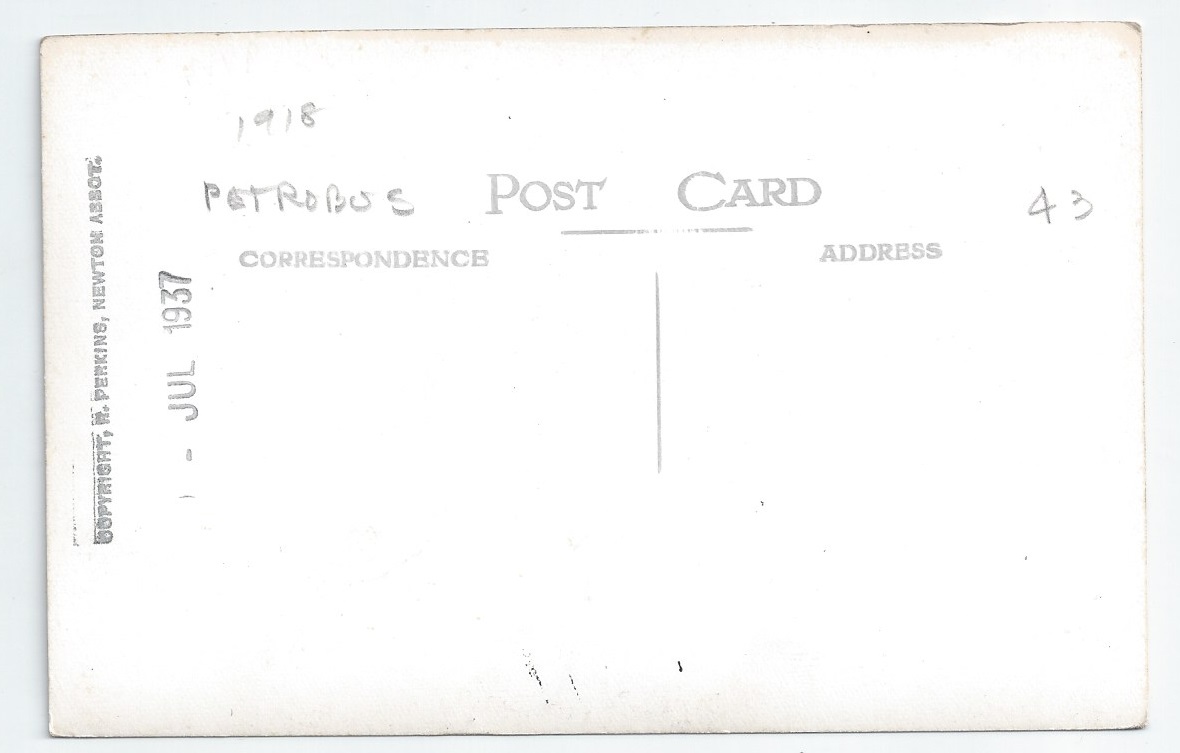 1918
PETROBUS
POST CARD
43
CORRESPONDENCE
ADDRESS
COPYRIGHT, H. PERKINS, NEWTON ABBOT.
- JUL 1937